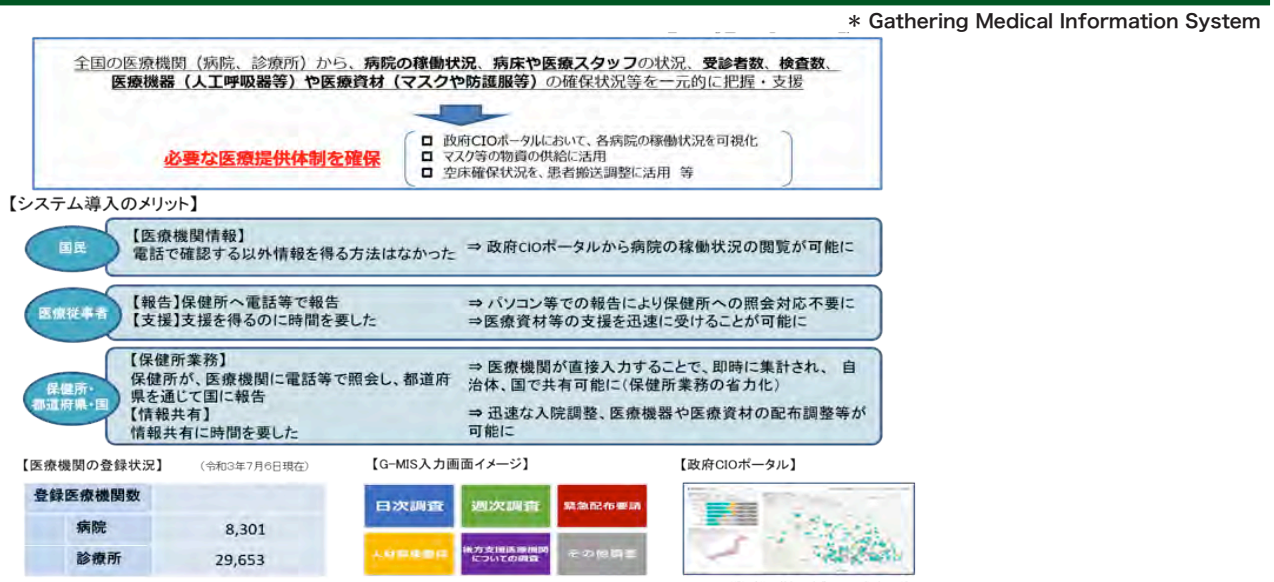 * Gathering Medical Information System
全国の医療機関（病院、診療所）から、病院の稼働状況、病床や医療スタッフの状況、受診者数、検査数、
医療機器（人工呼吸器等）や医療資材（マスクや防護服等）の確保状況等を一元的に把握・支援
必要な医療提供体制を確保
政府CIOポータルにおいて、各病院の稼働状況を可視化
マスク等の物資の供給に活用
空床確保状況を、患者搬送調整に活用 等
【システム導入のメリット】
国民
【医療機関情報】
電話で確認する以外情報を得る方法はなかった
⇒ 政府CIOポータルから病院の稼働状況の閲覧が可能に
医療従事者
【報告】保健所へ電話等で報告
【支援】支援を得るのに時間を要した
⇒ パソコン等での報告により保健所への照会対応不要に
⇒医療資材等の支援を迅速に受けることが可能に
保健所・
都道府県・国
【保健所業務】
保健所が、医療機関に電話等で照会し、都道府
県を通じて国に報告
【情報共有】
情報共有に時間を要した
⇒ 医療機関が直接入力することで、即時に集計され、 自
治体、国で共有可能に（保健所業務の省力化）
⇒ 迅速な入院調整、医療機器や医療資材の配布調整等が
可能に
【医療機関の登録状況】 （令和3年7月6日現在）
登録医療機関数
病院 8,301
診療所 29,653
【G-MIS入力画面イメージ】
日次調査
週次調査
緊急配布要請
後方支援医療機関
についての調査
その他調査
【政府CIOポータル】